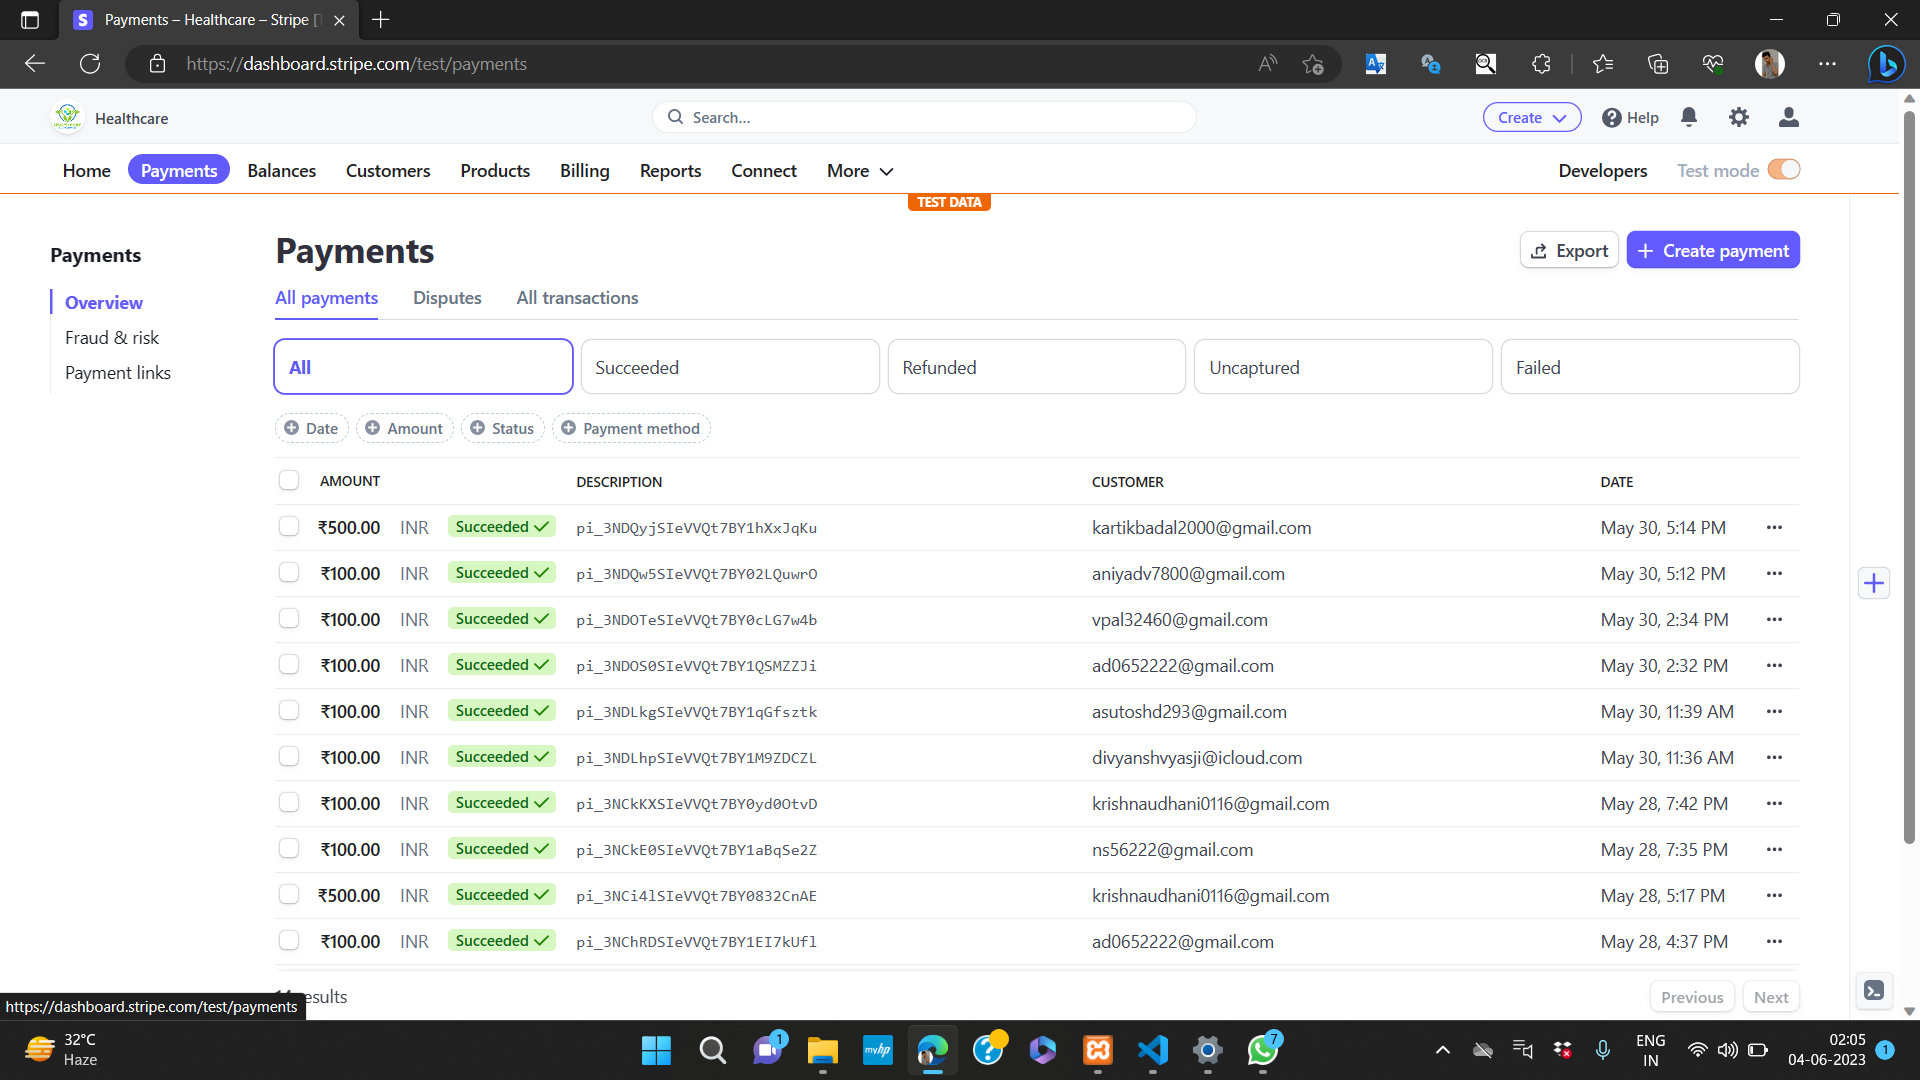 Payments – Healthcare – Stripe [
https://dashboard.stripe.com/test/payments
Healthcare
Search...
Create
Help
Home Payments Balances Customers Products Billing Reports Connect More
Developers Test mode
TEST DATA
Payments
Overview
Fraud & risk
Payment links
Payments
Export
Create payment
All payments Disputes All transactions
All Succeeded Refunded Uncaptured Failed
Date Amount Status Payment method
AMOUNT DESCRIPTION CUSTOMER DATE
₹500.00 INR Succeeded pi_3NDQyjSIeVVQt7BY1hXxJqKu kartikbadal2000@gmail.com May 30, 5:14 PM
₹100.00 INR Succeeded pi_3NDQw5SIeVVQt7BY02LQuwrO aniyadv7800@gmail.com May 30, 5:12 PM
₹100.00 INR Succeeded pi_3NDOTeSIeVVQt7BY0cLG7w4b vpal32460@gmail.com May 30, 2:34 PM
₹100.00 INR Succeeded pi_3NDOS0SIeVVQt7BY1QSMZZJi ad0652222@gmail.com May 30, 2:32 PM
₹100.00 INR Succeeded pi_3NDLkgSIeVVQt7BY1qGfsztk asutoshd293@gmail.com May 30, 11:39 AM
₹100.00 INR Succeeded pi_3NDLhpSIeVVQt7BY1M9ZDCZL divyanshvyasji@icloud.com May 30, 11:36 AM
₹100.00 INR Succeeded pi_3NCkKXSIeVVQt7BY0yd0OtvD krishnaudhani0116@gmail.com May 28, 7:42 PM
₹100.00 INR Succeeded pi_3NCkE0SIeVVQt7BY1aBqSe2Z ns56222@gmail.com May 28, 7:35 PM
₹500.00 INR Succeeded pi_3NCi4lSIeVVQt7BY0832CnAE krishnaudhani0116@gmail.com May 28, 5:17 PM
₹100.00 INR Succeeded pi_3NChRDSIeVVQt7BY1EI7kUfl ad0652222@gmail.com May 28, 4:37 PM
esults
Previous Next
https://dashboard.stripe.com/test/payments
32°C
Haze
1
myhp
7
ENG
IN
02:05
04-06-2023
1